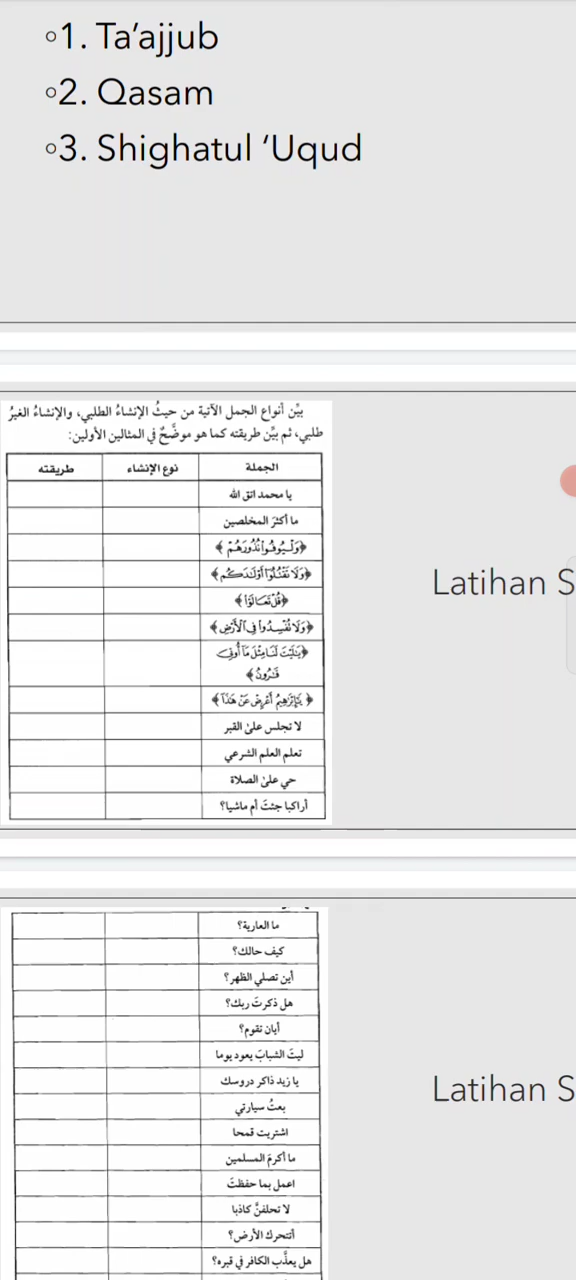 ◦1. Ta’ajjub
◦2. Qasam
◦3. Shighatul ‘Uqud
بيِّن أنواع الجمل الآتية من حيثُ الإنشاءُ الطلبي، والإنشاءُ الغيرُ
طلبي، ثم بيِّن طريقته كما هو موضَّحٌ في المثالين الأولين:
الجملة نوع الإنشاء طريقته
يا محمد اتق الله
ما أكثرَ المخلصين
﴿وَلْيُوفُوا۟ نُذُورَهُمْ﴾
﴿وَلَا تَقْتُلُوٓا۟ أَوْلَـٰدَكُم﴾
﴿قُلْ تَعَالَوْا۟﴾
﴿وَلَا تُفْسِدُوا۟ فِى ٱلْأَرْضِ﴾
﴿يَـٰلَيْتَ لَنَا مِثْلَ مَآ أُوتِىَ
قَـٰرُونُ﴾
﴿يَـٰٓإِبْرَٰهِيمُ أَعْرِضْ عَنْ هَـٰذَآ﴾
لا تجلس على القبر
تعلم العلم الشرعي
حي على الصلاة
أراكبا جئتَ أم ماشيا؟
Latihan S
ما العارية؟
كيف حالك؟
أين تصلي الظهر؟
هل ذكرتَ ربك؟
أيان تقوم؟
ليتَ الشبابَ يعود يوما
يا زيد ذاكر دروسك
بعتُ سيارتي
اشتريت قمحا
ما أكرمَ المسلمين
اعمل بما حفظتَ
لا تحلفنَّ كاذبا
أتتحرك الأرض؟
هل يعذَّب الكافر في قبره؟
Latihan S